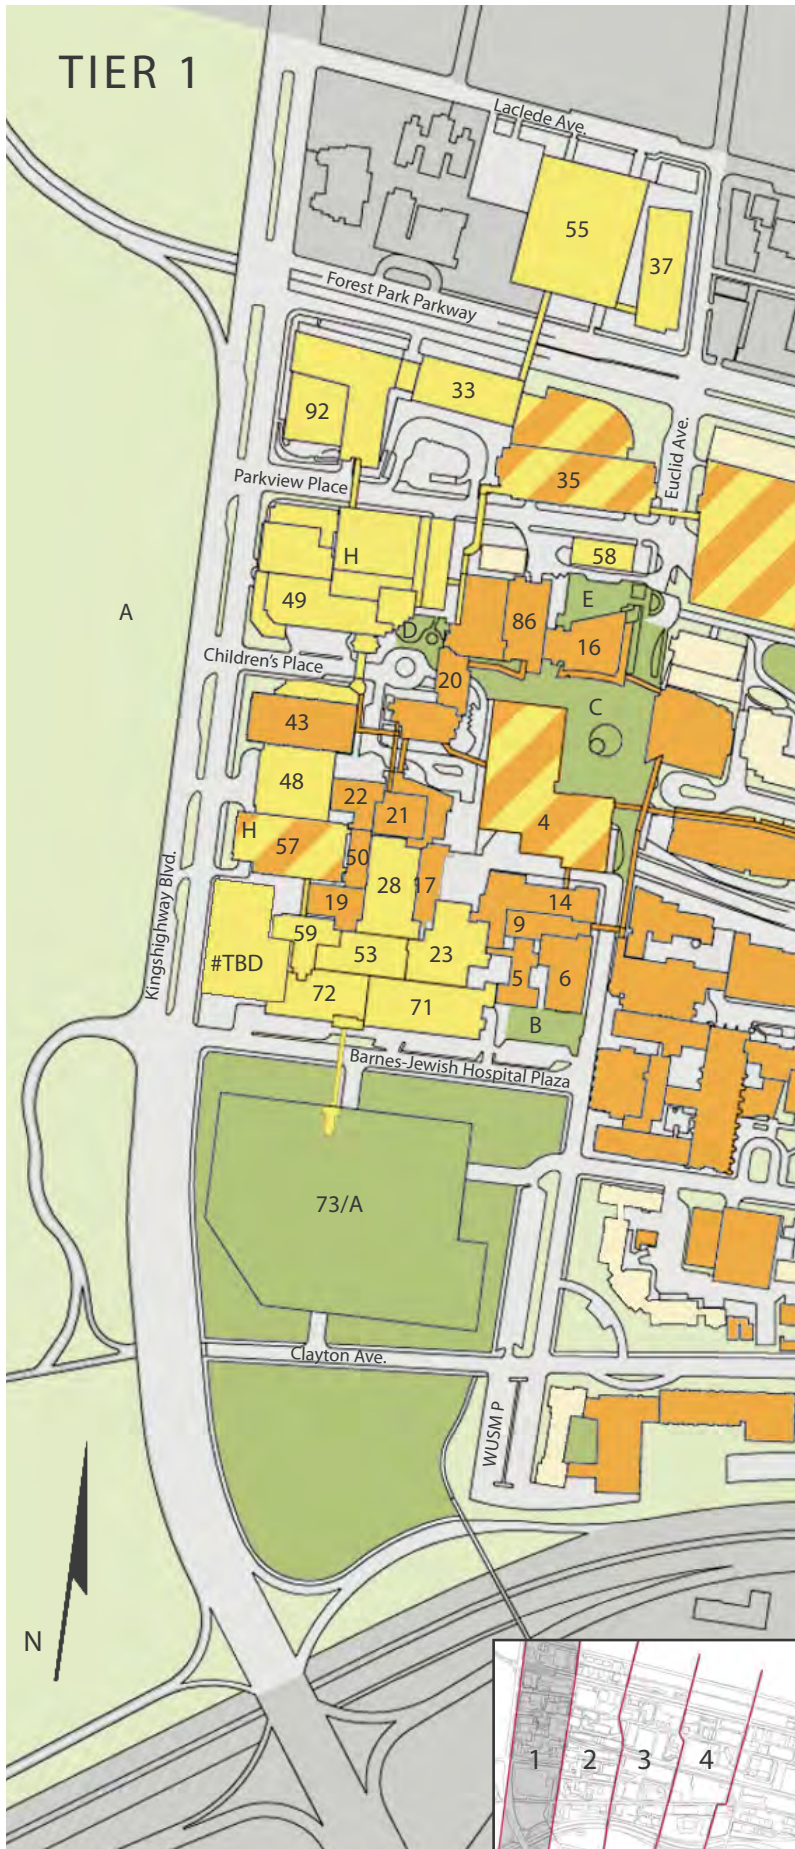 TIER 1
Laclede Ave.
55
37
Forest Park Parkway
33
92
Euclid Ave.
35
Parkview Place
H
58
49
E
A
D
86
16
Children's Place
20
C
43
48
22
21
H
4
57
50
28
17
19
14
9
59
53
23
#TBD
5
6
72
71
B
Kingshighway Blvd.
Barnes-Jewish Hospital Plaza
73/A
Clayton Ave.
WUSM P
N
1
2
3
4